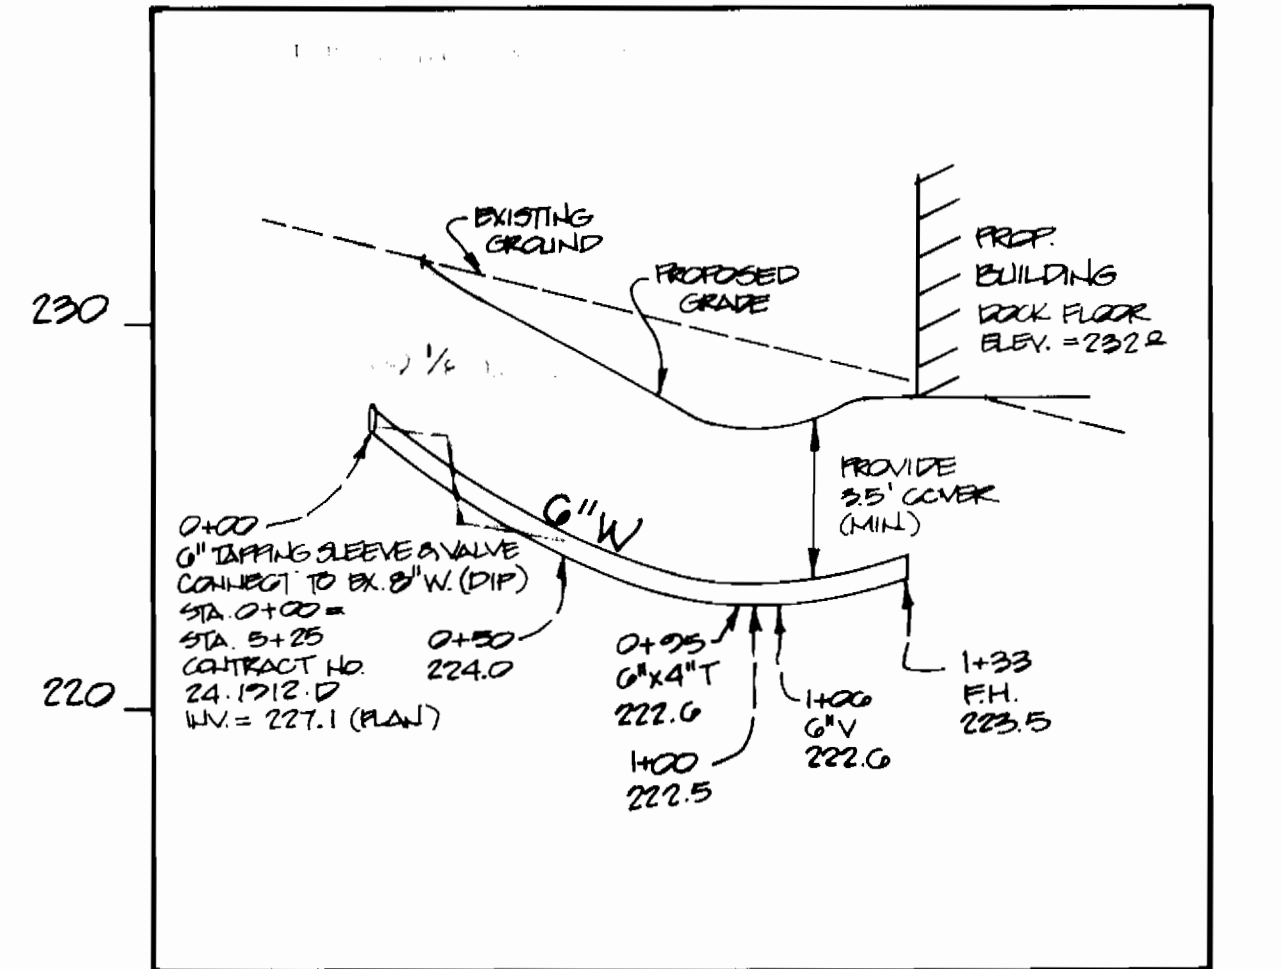 EXISTING
GROUND
PROPOSED
GRADE
PROP.
BUILDING
DOCK FLOOR
ELEV. = 232
230
1/6
PROVIDE
3.5' COVER
(MIN.)
6" W
0+00
6" TAPPING SLEEVE & VALVE
CONNECT TO EX. 8" W. (DIP)
STA. 0+00 =
STA. 5+25
CONTRACT NO.
24.1912.D
INV. = 227.1 (PLAN)
220
0+50
224.0
0+95
6"x4" T
222.6
1+00
222.5
1+06
6" V
222.6
1+33
F.H.
223.5